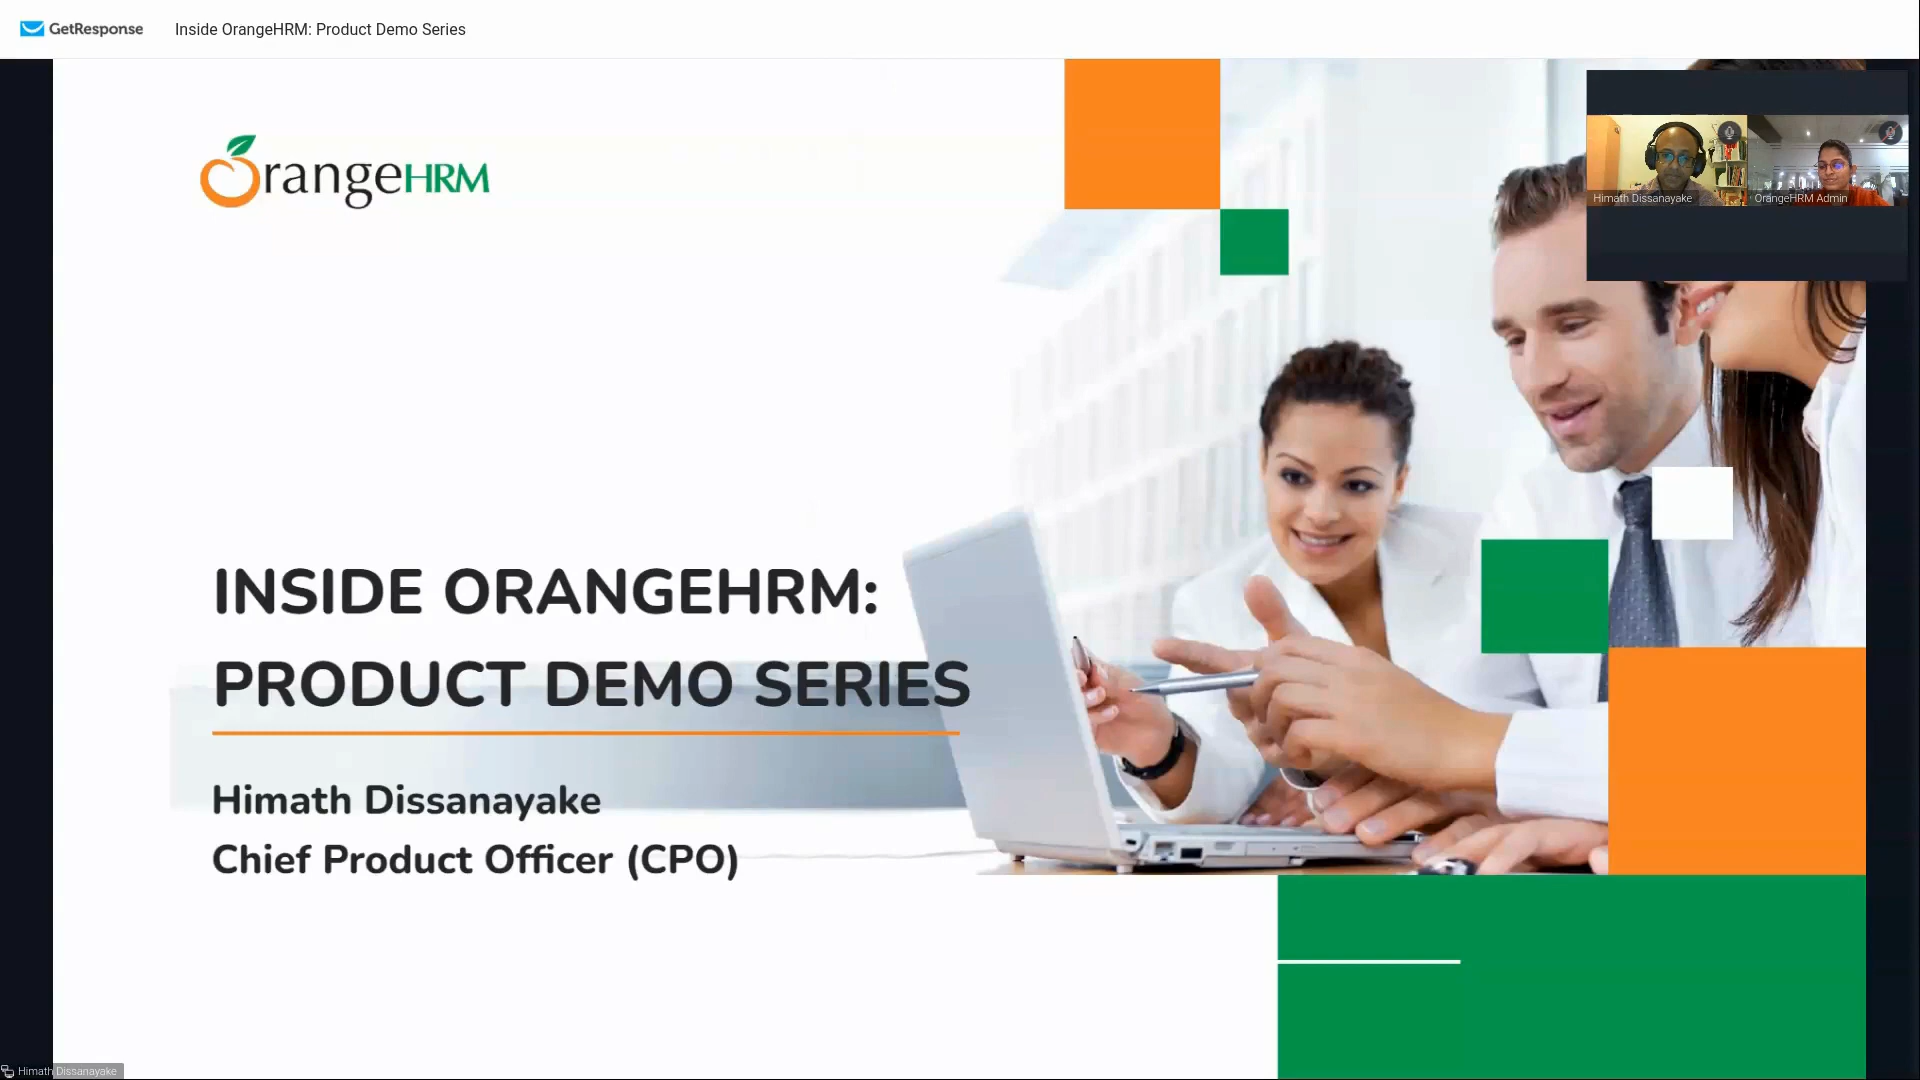 GetResponse
Inside OrangeHRM: Product Demo Series
OrangeHRM
Himath Dissanayake
OrangeHRM Admin
INSIDE ORANGEHRM:
PRODUCT DEMO SERIES
Himath Dissanayake
Chief Product Officer (CPO)
Himath Dissanayake